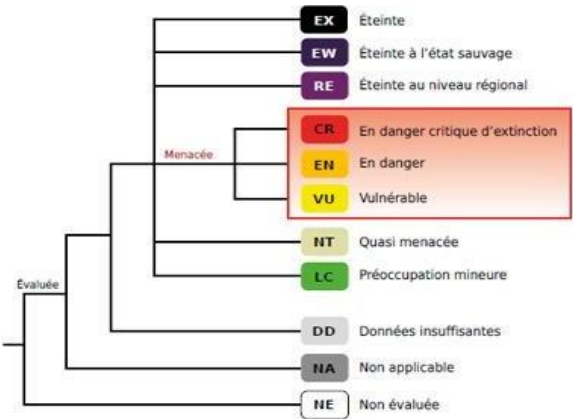 EX Éteinte
EW Éteinte à l'état sauvage
RE Éteinte au niveau régional
CR En danger critique d'extinction
Menacée
EN En danger
VU Vulnérable
NT Quasi menacée
LC Préoccupation mineure
Évaluée
DD Données insuffisantes
NA Non applicable
NE Non évaluée